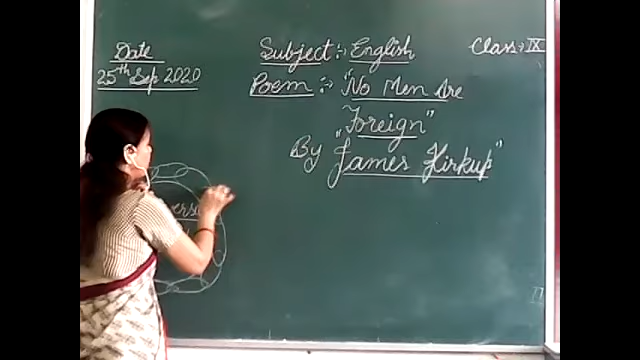 Date
25th Sep 2020
Subject :- English
Class :- IX
Poem :- "No Men Are
Foreign"
By "James Kirkup"